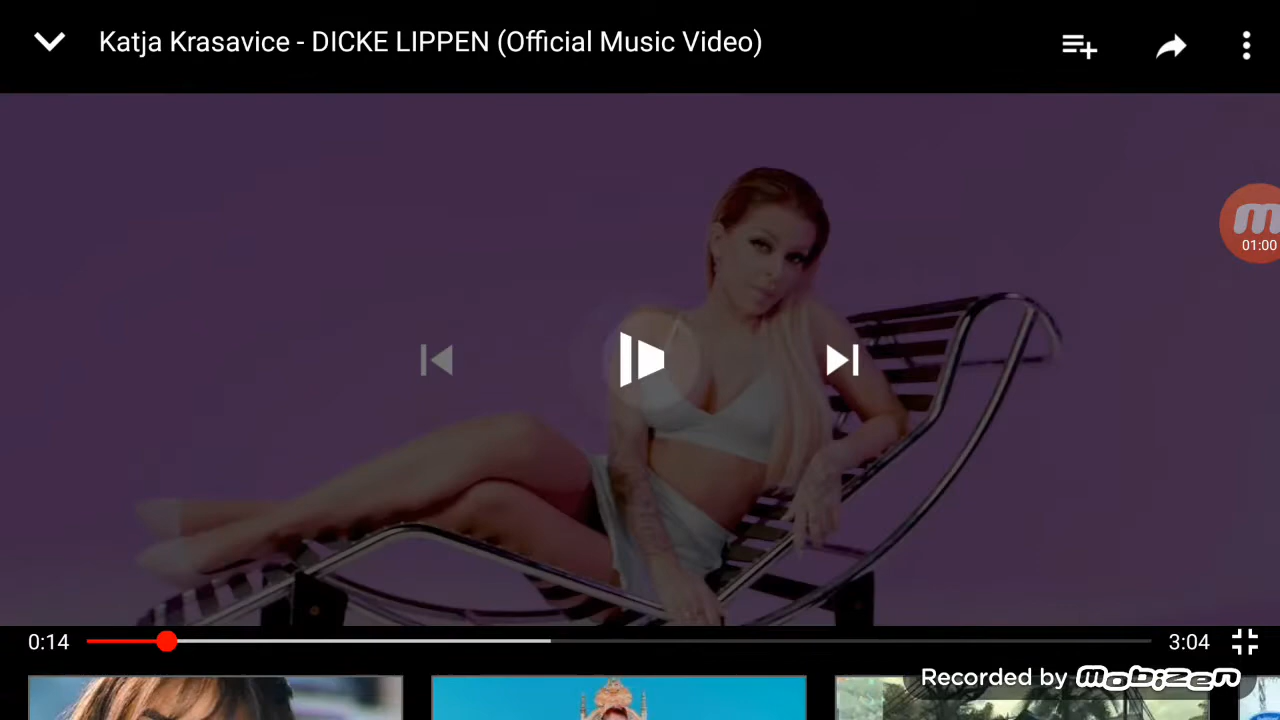 Katja Krasavice - DICKE LIPPEN (Official Music Video)
01:00
0:14
3:04
Recorded by mobizen